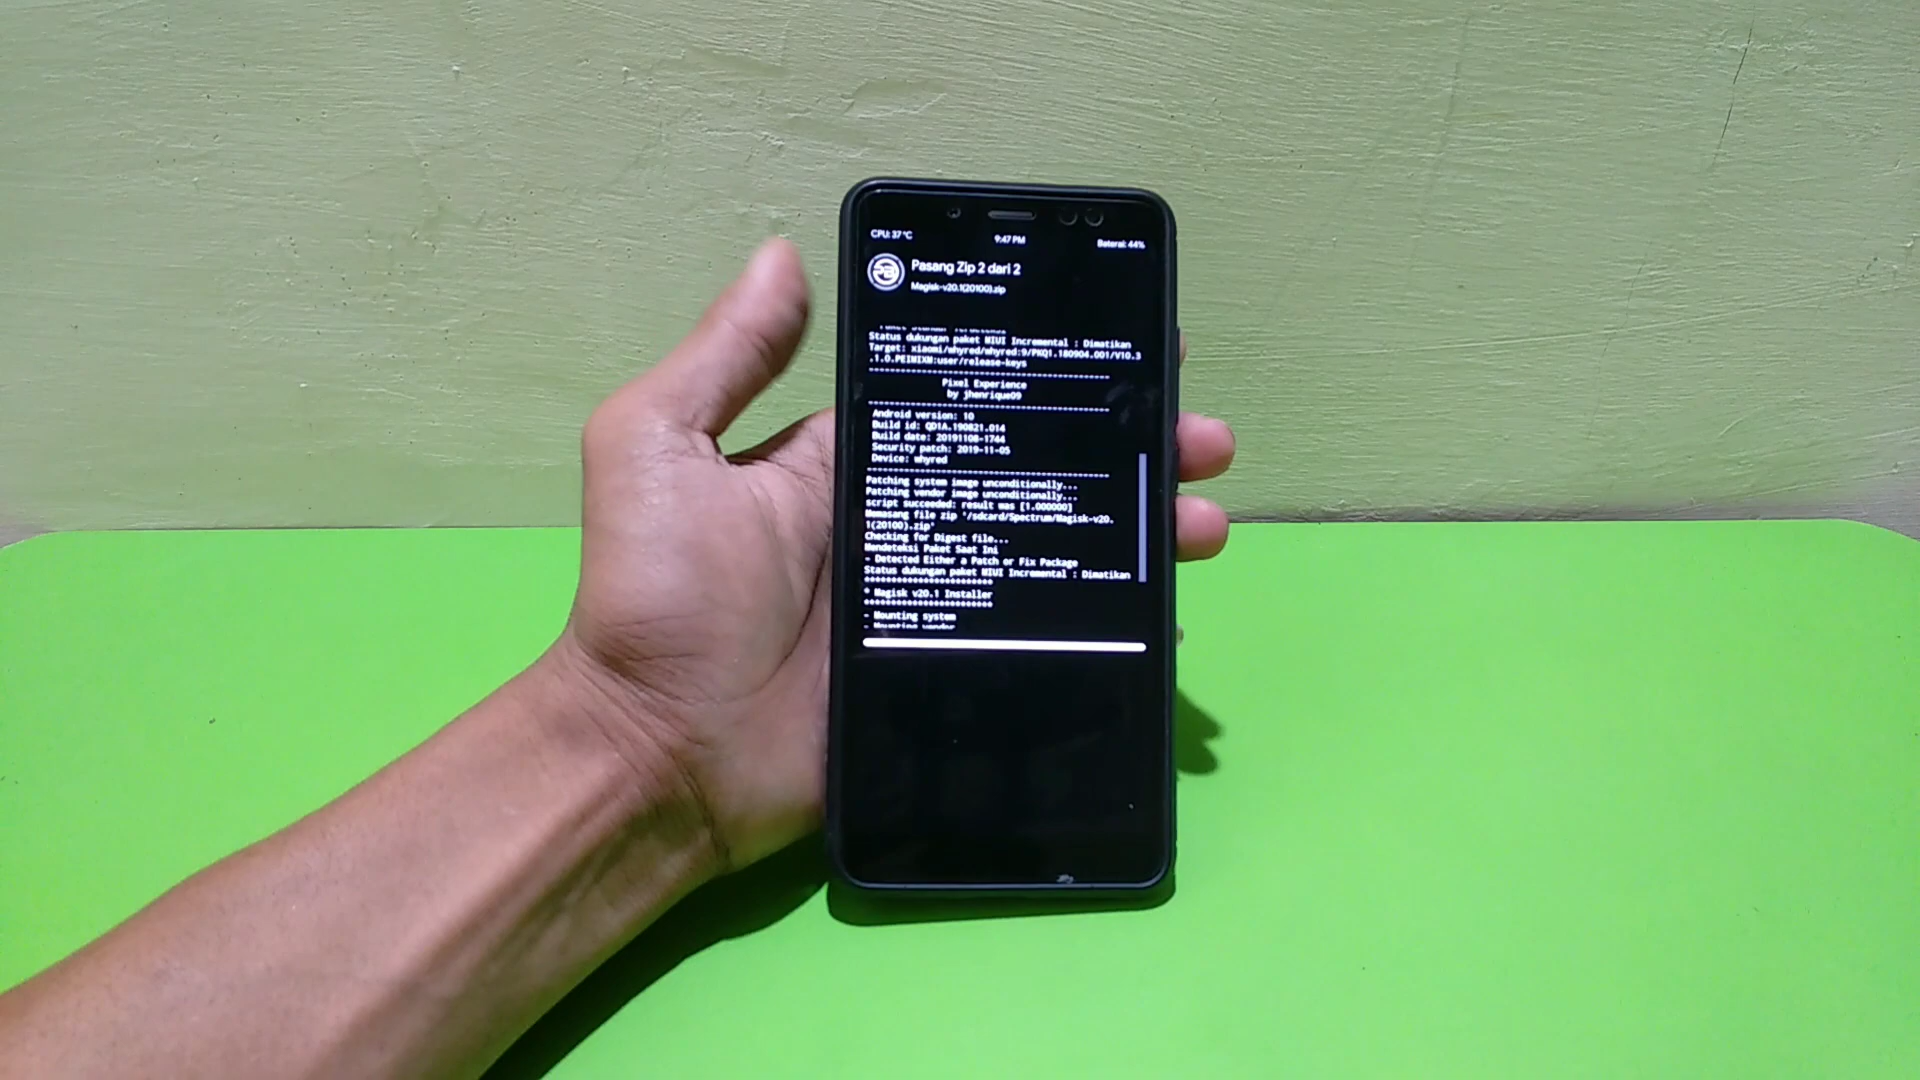 CPU: 37 °C
9:47 PM
Baterai: 44%
Pasang Zip 2 dari 2
Magisk-v20.1(20100).zip
Status dukungan paket MIUI Incremental : Dimatikan
Target: xiaomi/whyred/whyred:9/PKQ1.180904.001/V10.3
.1.0.PEIMIXM:user/release-keys
----------------------------------------------
Pixel Experience
by jhenrique09
----------------------------------------------
Android version: 10
Build id: QD1A.190821.014
Build date: 20191108-1744
Security patch: 2019-11-05
Device: whyred
----------------------------------------------
Patching system image unconditionally...
Patching vendor image unconditionally...
script succeeded: result was [1.000000]
Memasang file zip '/sdcard/Spectrum/Magisk-v20.
1(20100).zip'
Checking for Digest file...
Mendeteksi Paket Saat Ini
- Detected Either a Patch or Fix Package
Status dukungan paket MIUI Incremental : Dimatikan
************************
* Magisk v20.1 Installer
************************
- Mounting system
- Mounting vendor